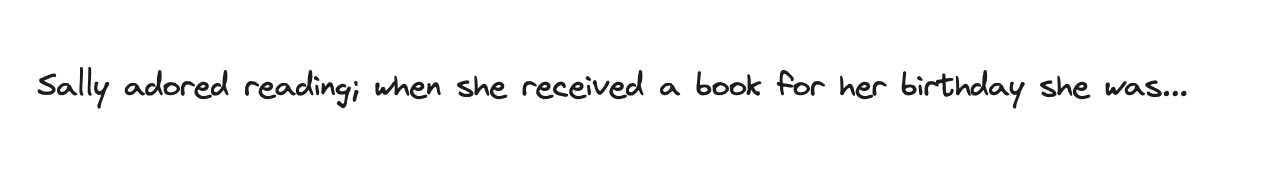 Sally adored reading; when she received a book for her birthday she was...